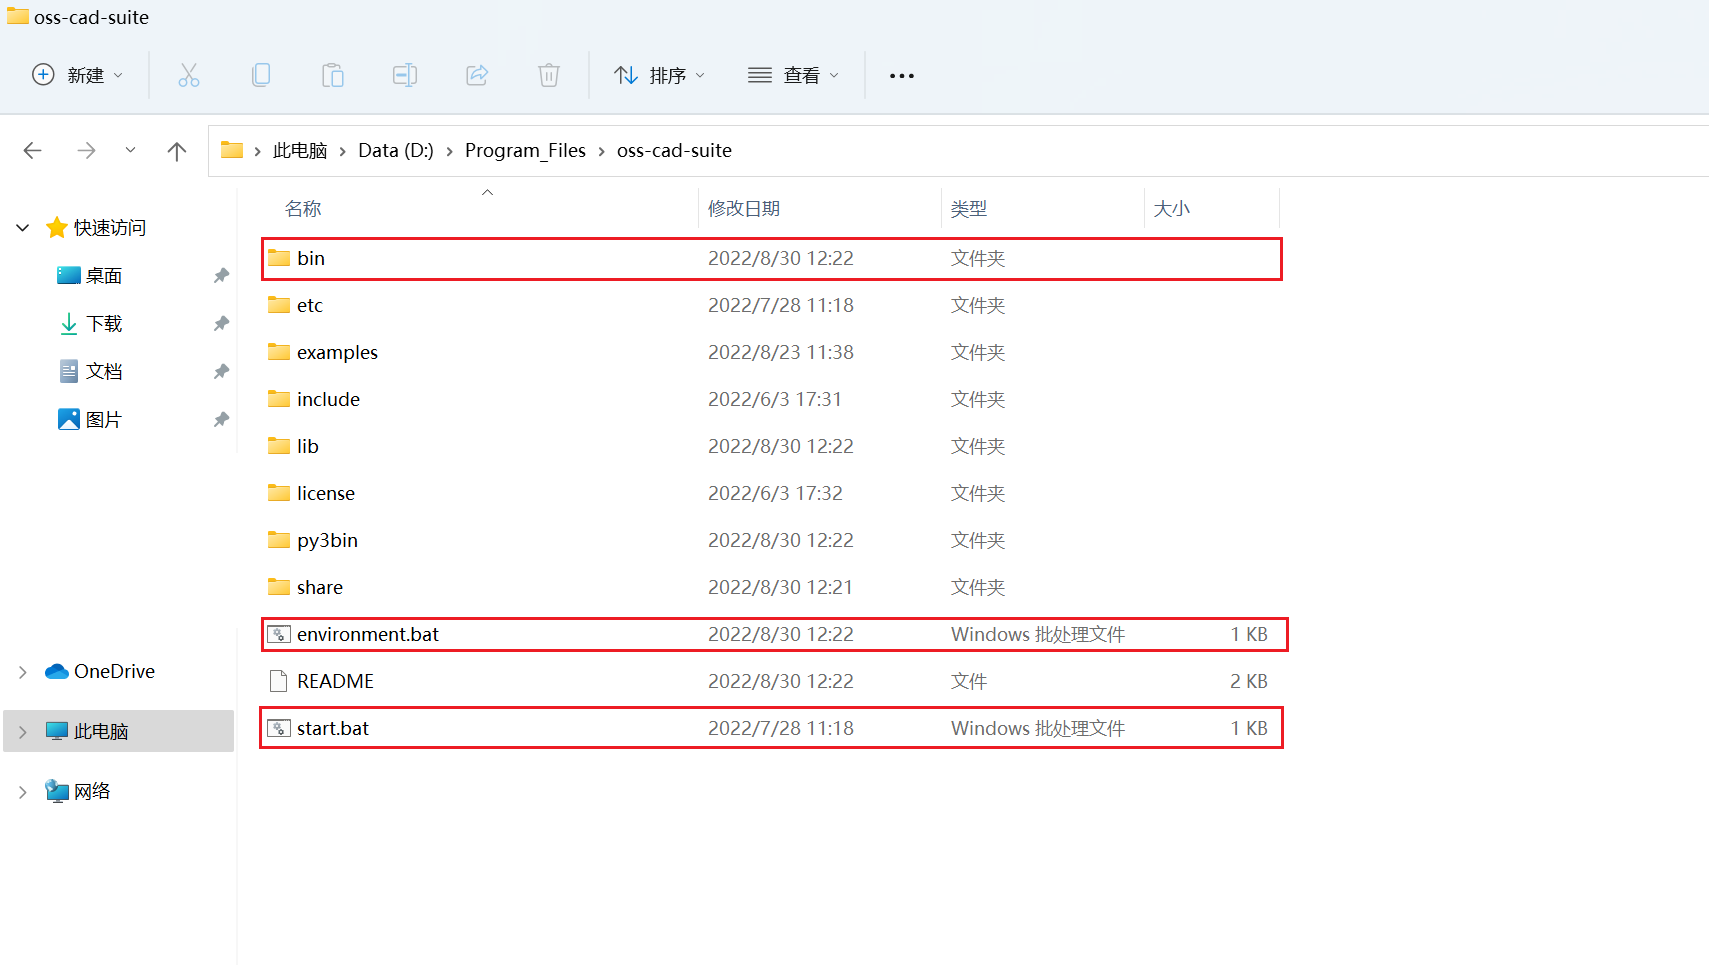 oss-cad-suite
新建 排序 查看
此电脑 Data (D:) Program_Files oss-cad-suite
名称 修改日期 类型 大小
快速访问
桌面
下载
文档
图片
OneDrive
此电脑
网络
bin 2022/8/30 12:22 文件夹
etc 2022/7/28 11:18 文件夹
examples 2022/8/23 11:38 文件夹
include 2022/6/3 17:31 文件夹
lib 2022/8/30 12:22 文件夹
license 2022/6/3 17:32 文件夹
py3bin 2022/8/30 12:22 文件夹
share 2022/8/30 12:21 文件夹
environment.bat 2022/8/30 12:22 Windows 批处理文件 1 KB
README 2022/8/30 12:22 文件 2 KB
start.bat 2022/7/28 11:18 Windows 批处理文件 1 KB